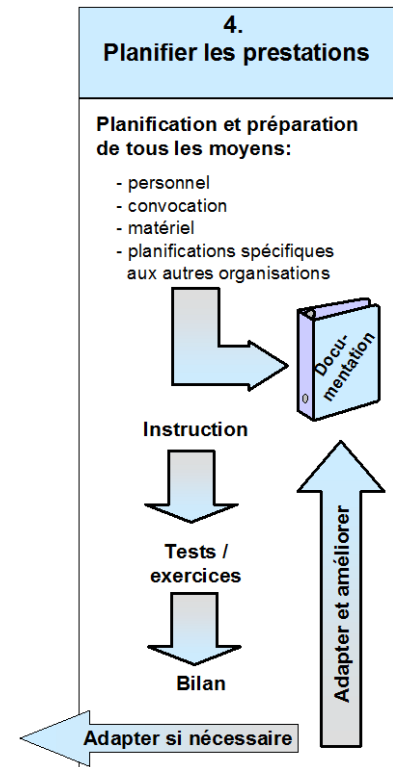 4.
Planifier les prestations
Planification et préparation
de tous les moyens:
- personnel
- convocation
- matériel
- planifications spécifiques
aux autres organisations
Docu-
mentation
Instruction
Tests /
exercices
Bilan
Adapter et améliorer
Adapter si nécessaire